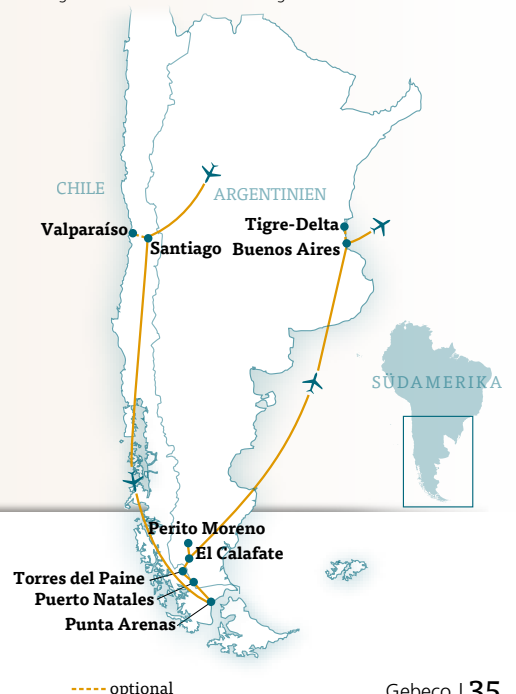 CHILE
ARGENTINIEN
Valparaíso
Santiago
Tigre-Delta
Buenos Aires
SÜDAMERIKA
Perito Moreno
El Calafate
Torres del Paine
Puerto Natales
Punta Arenas
optional
Gebeco | 35